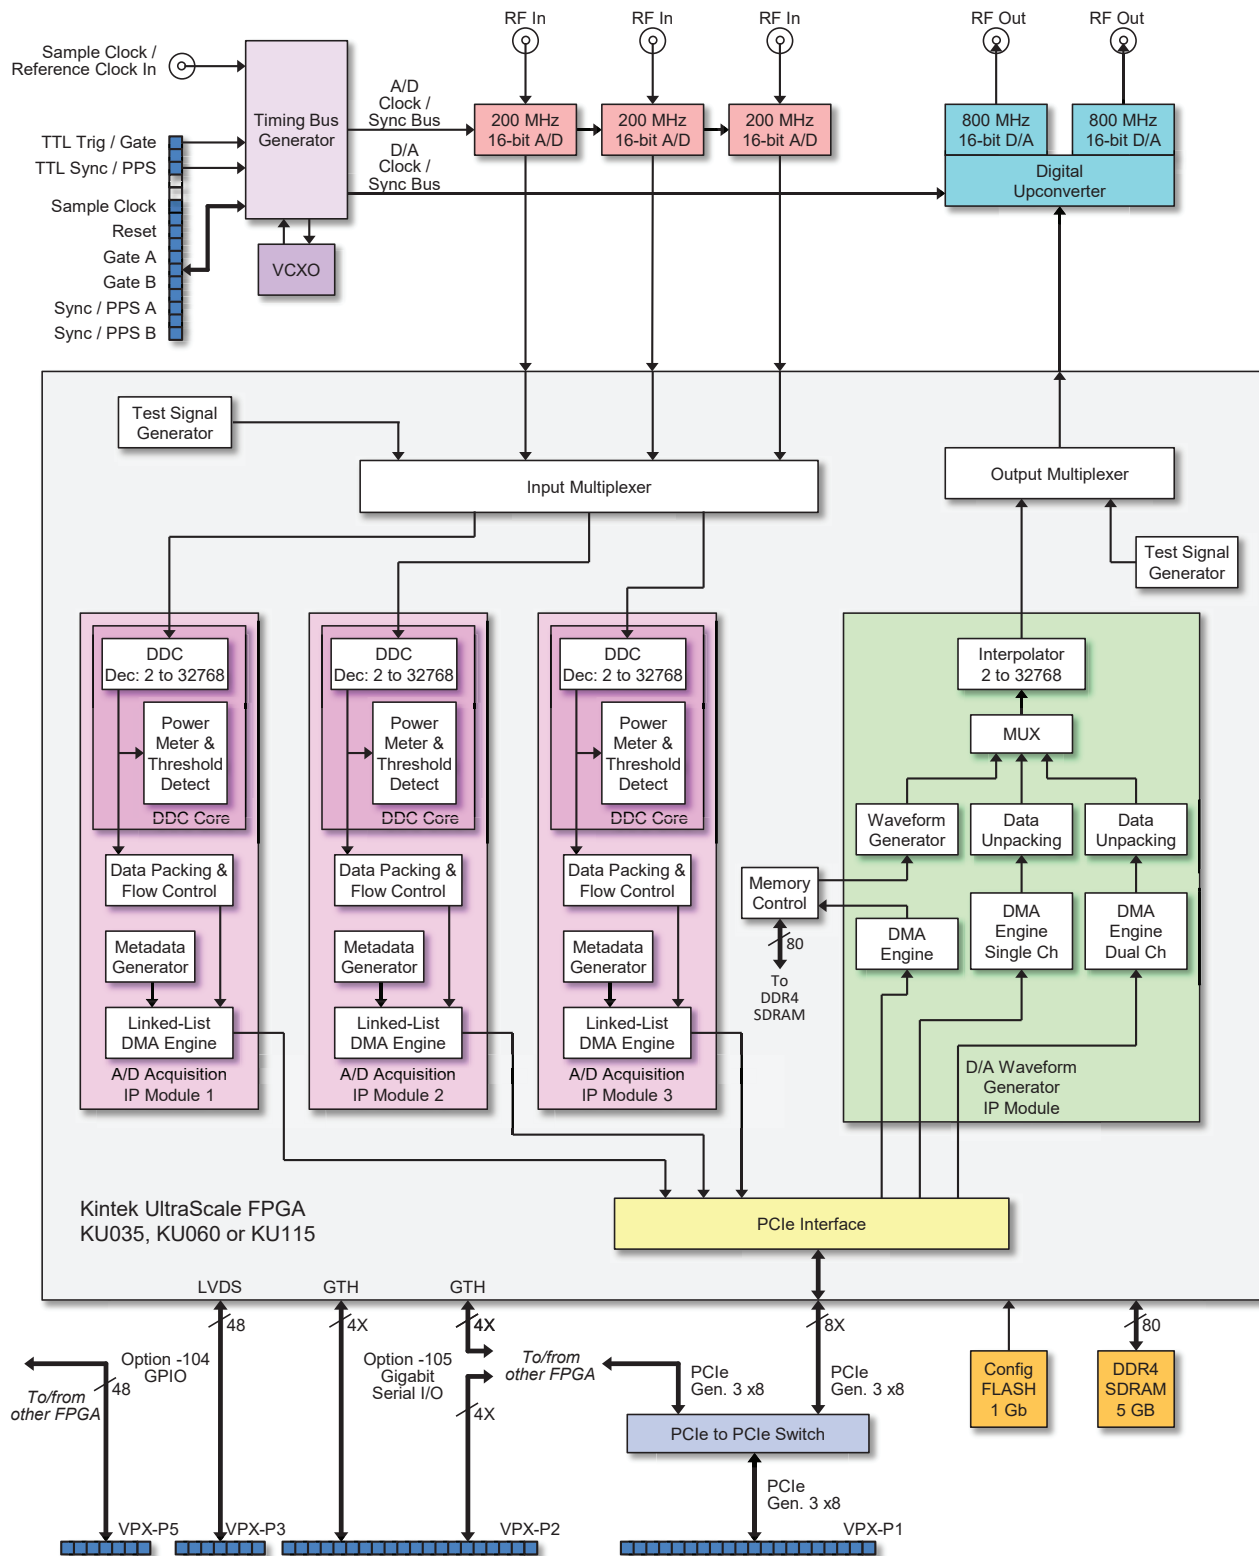 RF In
RF In
RF In
RF Out
RF Out
Sample Clock /
Reference Clock In
Timing Bus
Generator
A/D
Clock /
Sync Bus
D/A
Clock /
Sync Bus
200 MHz
16-bit A/D
200 MHz
16-bit A/D
200 MHz
16-bit A/D
800 MHz
16-bit D/A
800 MHz
16-bit D/A
Digital
Upconverter
TTL Trig / Gate
TTL Sync / PPS
Sample Clock
Reset
Gate A
Gate B
Sync / PPS A
Sync / PPS B
VCXO
Test Signal
Generator
Input Multiplexer
Output Multiplexer
Test Signal
Generator
DDC
Dec: 2 to 32768
Power
Meter &
Threshold
Detect
DDC Core
Data Packing &
Flow Control
Metadata
Generator
Linked-List
DMA Engine
A/D Acquisition
IP Module 1
DDC
Dec: 2 to 32768
Power
Meter &
Threshold
Detect
DDC Core
Data Packing &
Flow Control
Metadata
Generator
Linked-List
DMA Engine
A/D Acquisition
IP Module 2
DDC
Dec: 2 to 32768
Power
Meter &
Threshold
Detect
DDC Core
Data Packing &
Flow Control
Metadata
Generator
Linked-List
DMA Engine
A/D Acquisition
IP Module 3
Interpolator
2 to 32768
MUX
Waveform
Generator
Data
Unpacking
Data
Unpacking
Memory
Control
80
To
DDR4
SDRAM
DMA
Engine
DMA
Engine
Single Ch
DMA
Engine
Dual Ch
D/A Waveform
Generator
IP Module
Kintek UltraScale FPGA
KU035, KU060 or KU115
PCIe Interface
LVDS
GTH
GTH
48
4X
4X
8X
80
Option -104
GPIO
To/from
other FPGA
48
Option -105
Gigabit
Serial I/O
4X
To/from
other FPGA
PCIe
Gen. 3 x8
PCIe
Gen. 3 x8
Config
FLASH
1 Gb
DDR4
SDRAM
5 GB
PCIe to PCIe Switch
PCIe
Gen. 3 x8
VPX-P5
VPX-P3
VPX-P2
VPX-P1